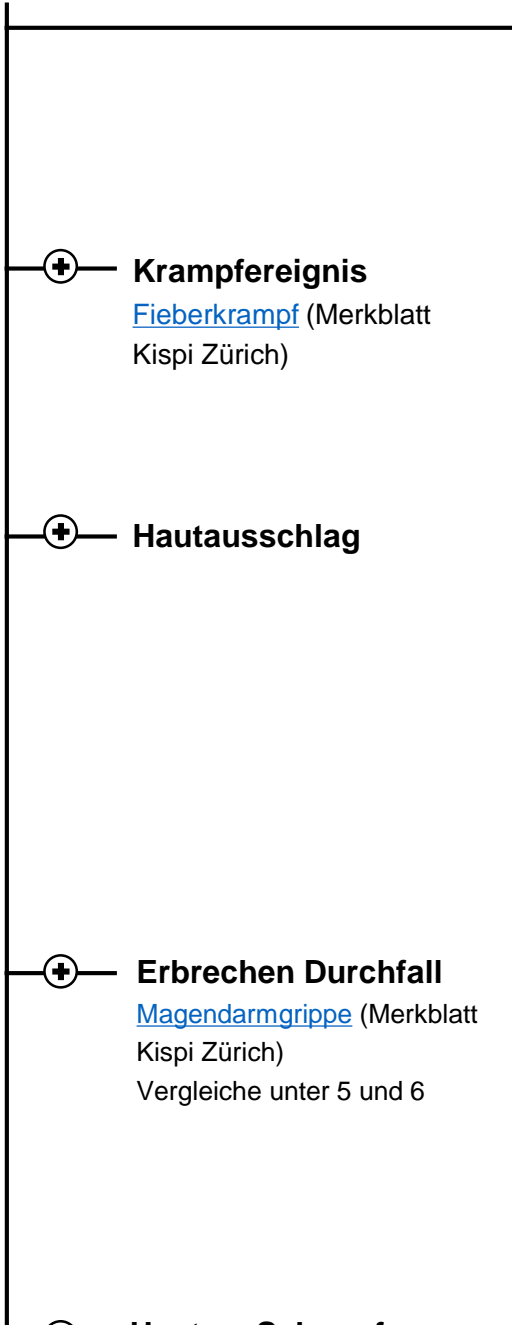 Krampfereignis
Fieberkrampf (Merkblatt
Kispi Zürich)
Hautausschlag
Erbrechen Durchfall
Magendarmgrippe (Merkblatt
Kispi Zürich)
Vergleiche unter 5 und 6